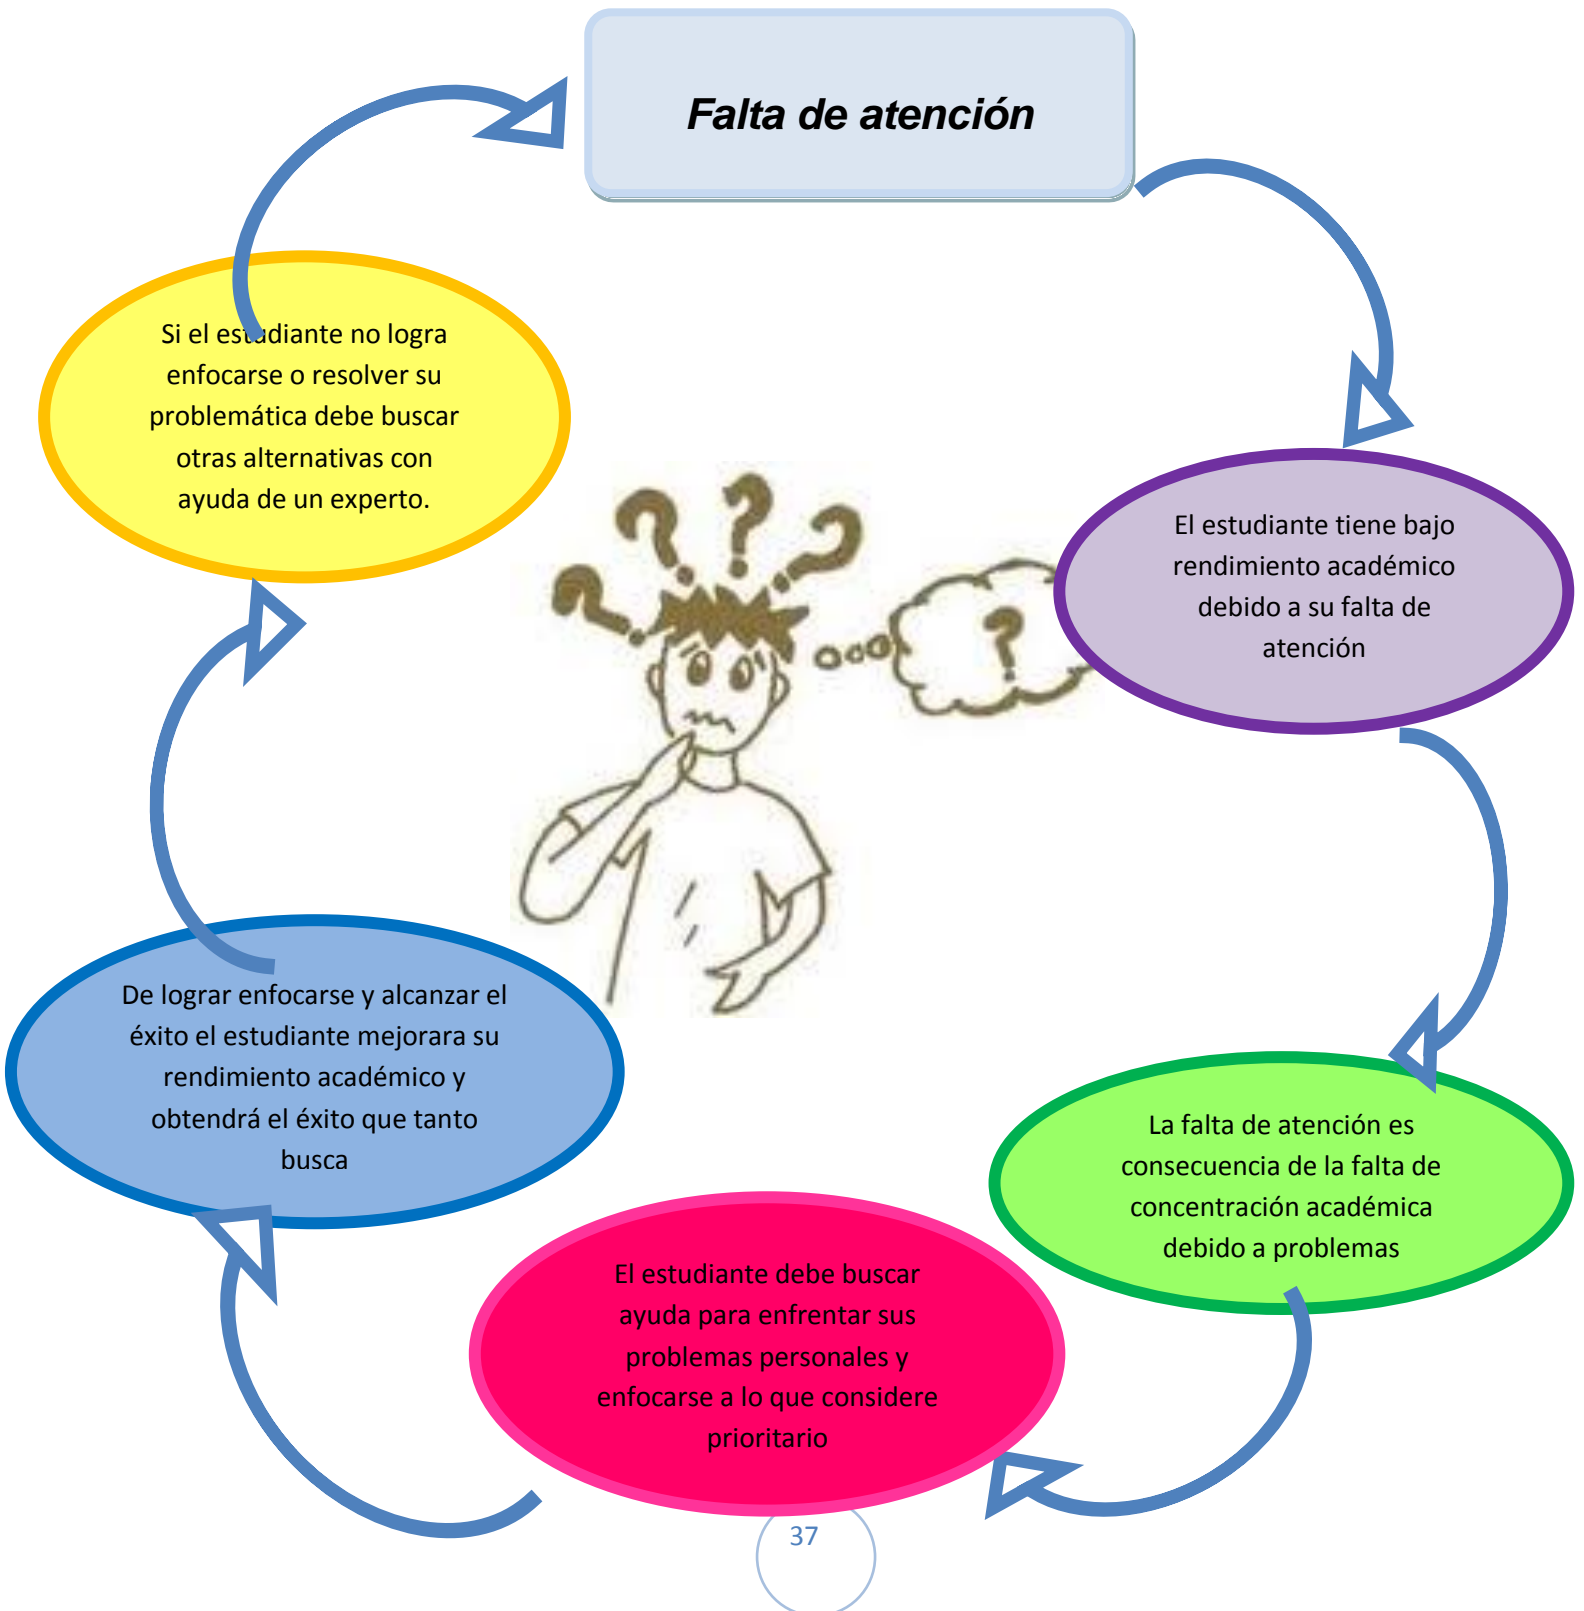 Falta de atención
Si el estudiante no logra
enfocarse o resolver su
problemática debe buscar
otras alternativas con
ayuda de un experto.
?
?
?
?
?
El estudiante tiene bajo
rendimiento académico
debido a su falta de
atención
De lograr enfocarse y alcanzar el
éxito el estudiante mejorara su
rendimiento académico y
obtendrá el éxito que tanto
busca
La falta de atención es
consecuencia de la falta de
concentración académica
debido a problemas
El estudiante debe buscar
ayuda para enfrentar sus
problemas personales y
enfocarse a lo que considere
prioritario
37